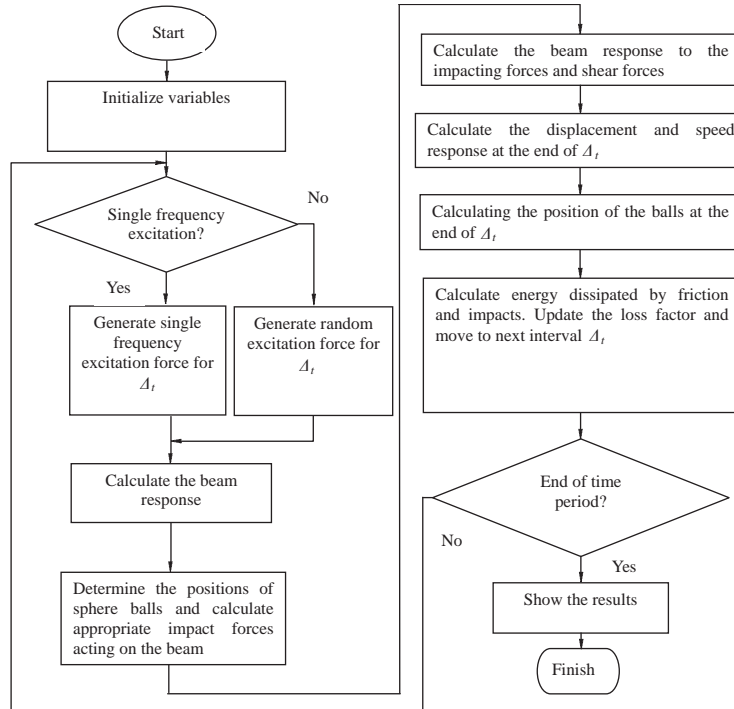 Start
Initialize variables
Single frequency
excitation?
No
Yes
Generate single
frequency
excitation force for
Δt
Generate random
excitation force for
Δt
Calculate the beam
response
Determine the positions of
sphere balls and calculate
appropriate impact forces
acting on the beam
Calculate the beam response to the
impacting forces and shear forces
Calculate the displacement and speed
response at the end of Δt
Calculating the position of the balls at the
end of Δt
Calculate energy dissipated by friction
and impacts. Update the loss factor and
move to next interval Δt
End of time
period?
No
Yes
Show the results
Finish